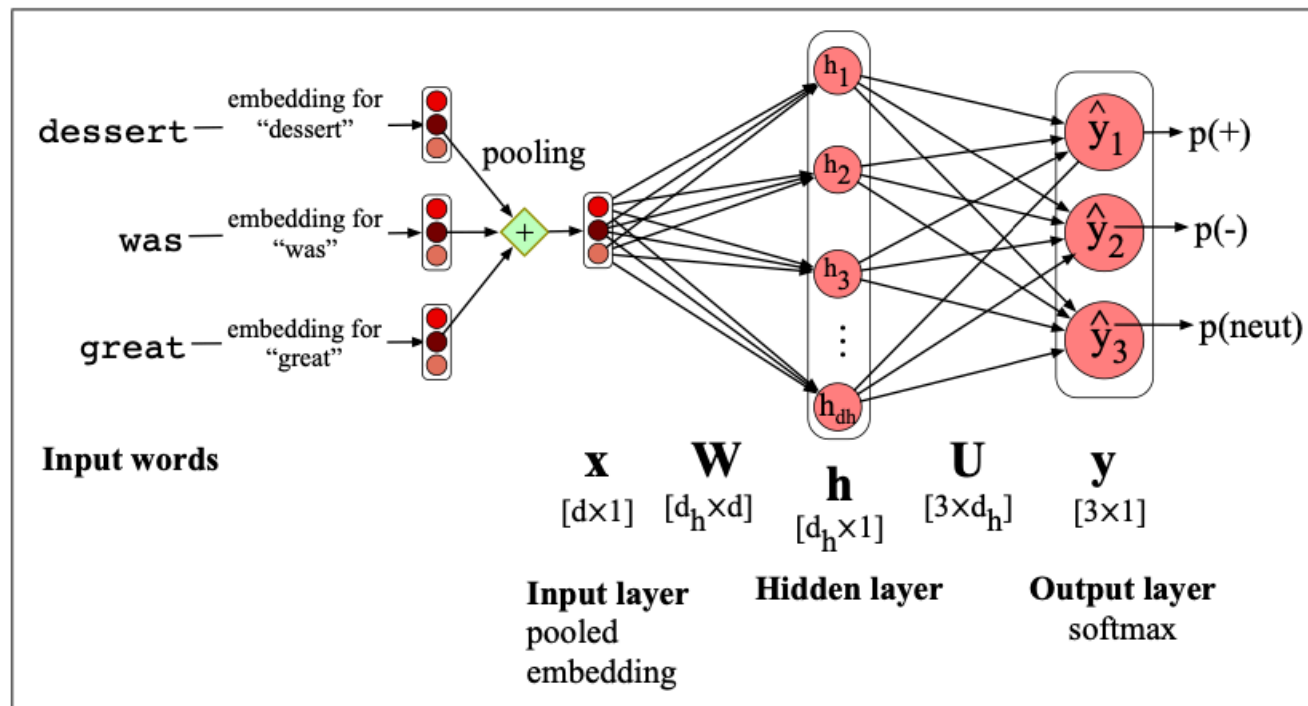 dessert
embedding for
“dessert”
pooling
was
embedding for
“was”
+
great
embedding for
“great”
h1
h2
h3
⋮
hdh
ŷ1
ŷ2
ŷ3
p(+)
p(-)
p(neut)
Input words
x
[d×1]
W
[dh×d]
h
[dh×1]
U
[3×dh]
y
[3×1]
Input layer
pooled
embedding
Hidden layer
Output layer
softmax